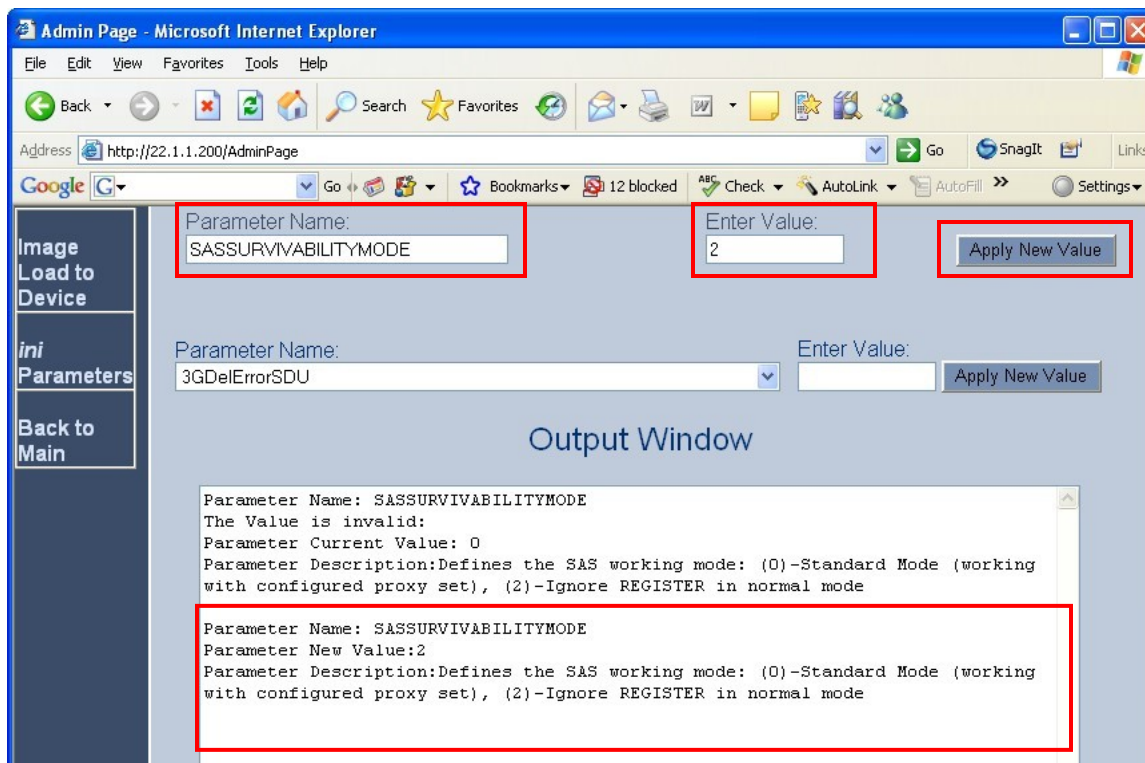 Admin Page - Microsoft Internet Explorer
File Edit View Favorites Tools Help
Back Search Favorites
Address http://22.1.1.200/AdminPage Go SnagIt Links
Google G Go Bookmarks 12 blocked ABC Check AutoLink AutoFill Settings
Image
Load to
Device
ini
Parameters
Back to
Main
Parameter Name: Enter Value:
SASSURVIVABILITYMODE 2 Apply New Value
Parameter Name: Enter Value:
3GDelErrorSDU Apply New Value
Output Window
Parameter Name: SASSURVIVABILITYMODE
The Value is invalid:
Parameter Current Value: 0
Parameter Description:Defines the SAS working mode: (0)-Standard Mode (working
with configured proxy set), (2)-Ignore REGISTER in normal mode
Parameter Name: SASSURVIVABILITYMODE
Parameter New Value:2
Parameter Description:Defines the SAS working mode: (0)-Standard Mode (working
with configured proxy set), (2)-Ignore REGISTER in normal mode